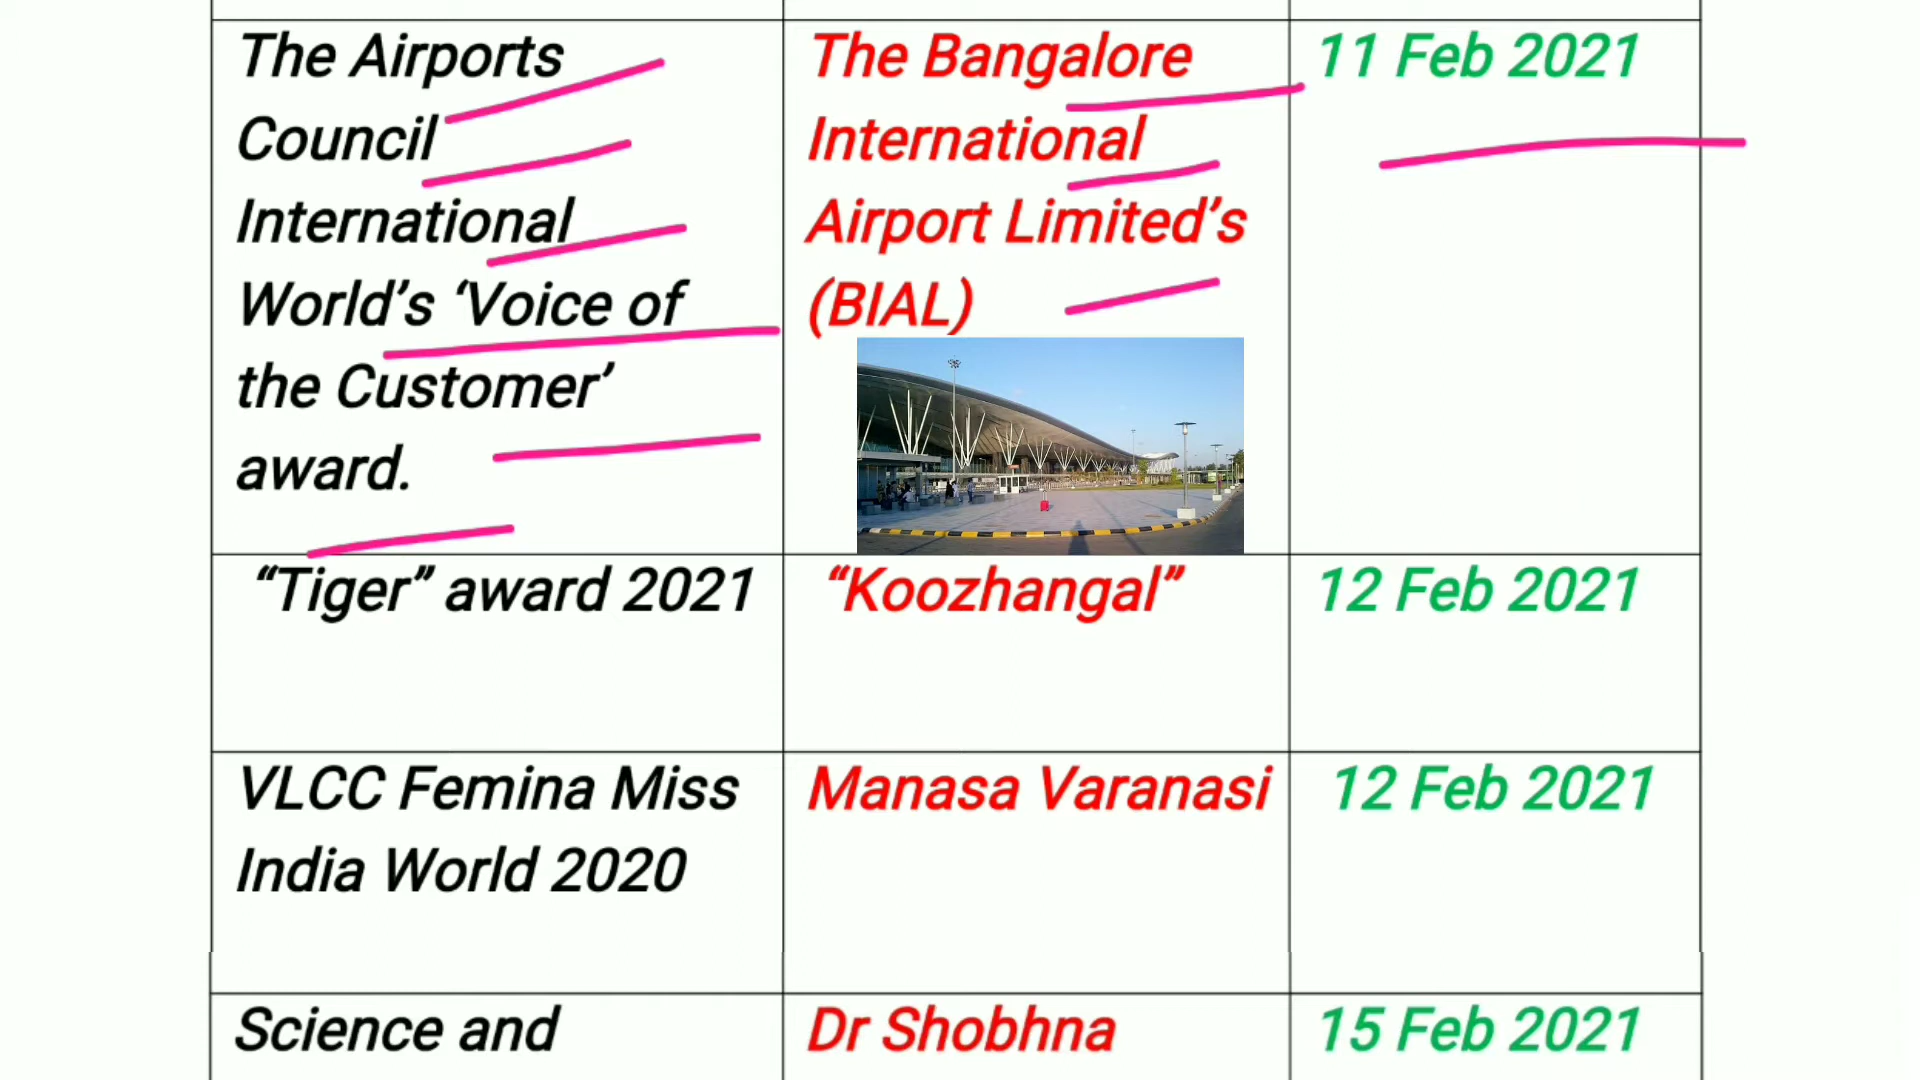 The Airports
Council
International
World’s ‘Voice of
the Customer’
award.
The Bangalore
International
Airport Limited’s
(BIAL)
11 Feb 2021
“Tiger” award 2021
“Koozhangal”
12 Feb 2021
VLCC Femina Miss
India World 2020
Manasa Varanasi
12 Feb 2021
Science and
Dr Shobhna
15 Feb 2021